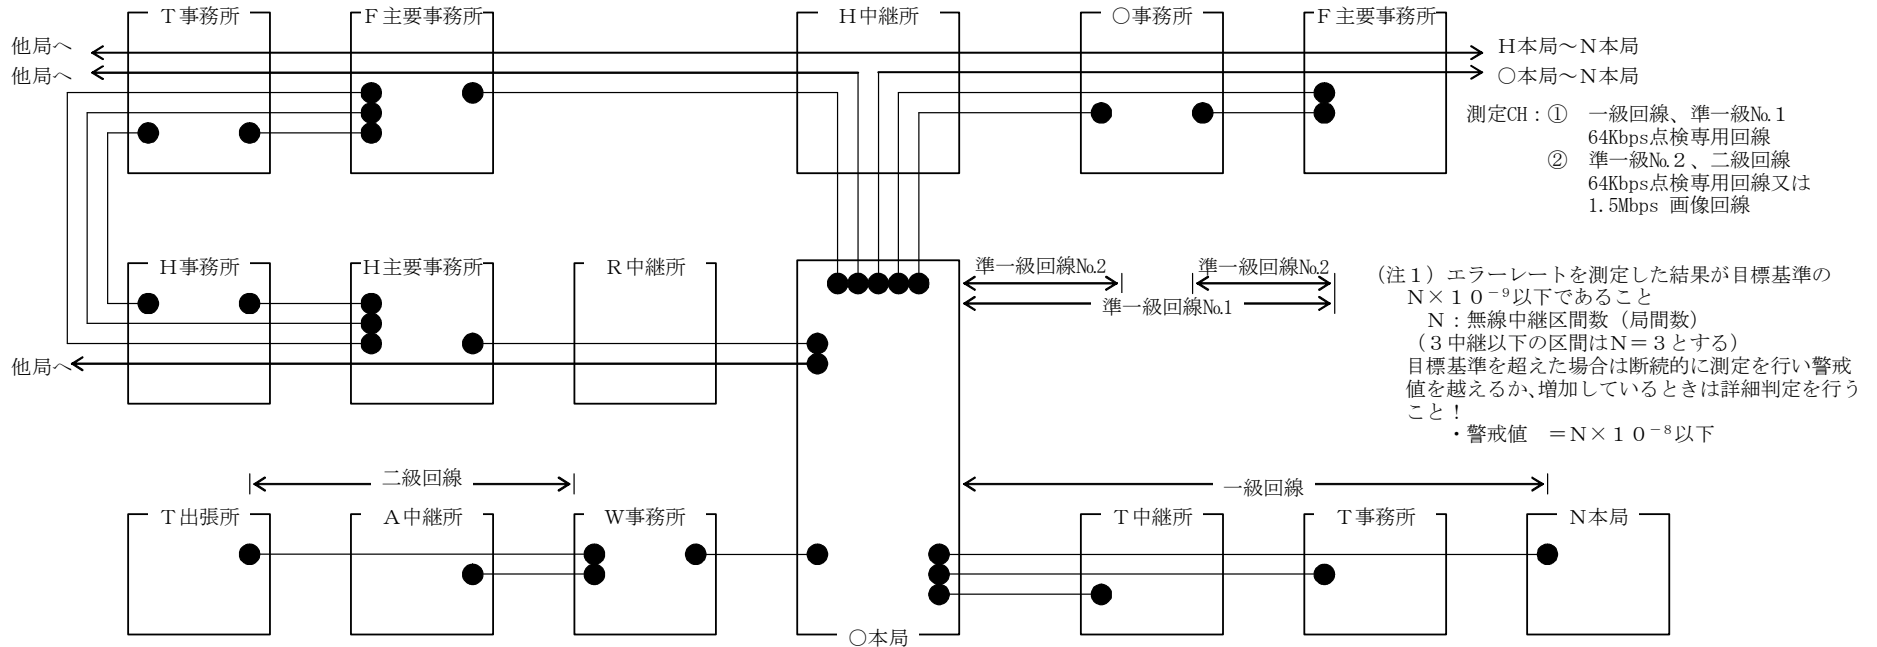 T事務所
F主要事務所
H中継所
○事務所
F主要事務所
他局へ
H本局～N本局
他局へ
○本局～N本局
測定CH：①　一級回線、準一級№1
64Kbps点検専用回線
②　準一級№２、二級回線
64Kbps点検専用回線又は
1.5Mbps 画像回線
H事務所
H主要事務所
R中継所
準一級回線№2
準一級回線№2
準一級回線№1
（注１）エラーレートを測定した結果が目標基準の
N×１０⁻⁹以下であること
N：無線中継区間数（局間数）
（３中継以下の区間はN＝３とする）
目標基準を超えた場合は断続的に測定を行い警戒
値を越えるか、増加しているときは詳細判定を行う
こと！
・警戒値　＝N×１０⁻⁸以下
他局へ
二級回線
一級回線
T出張所
A中継所
W事務所
T中継所
T事務所
N本局
○本局